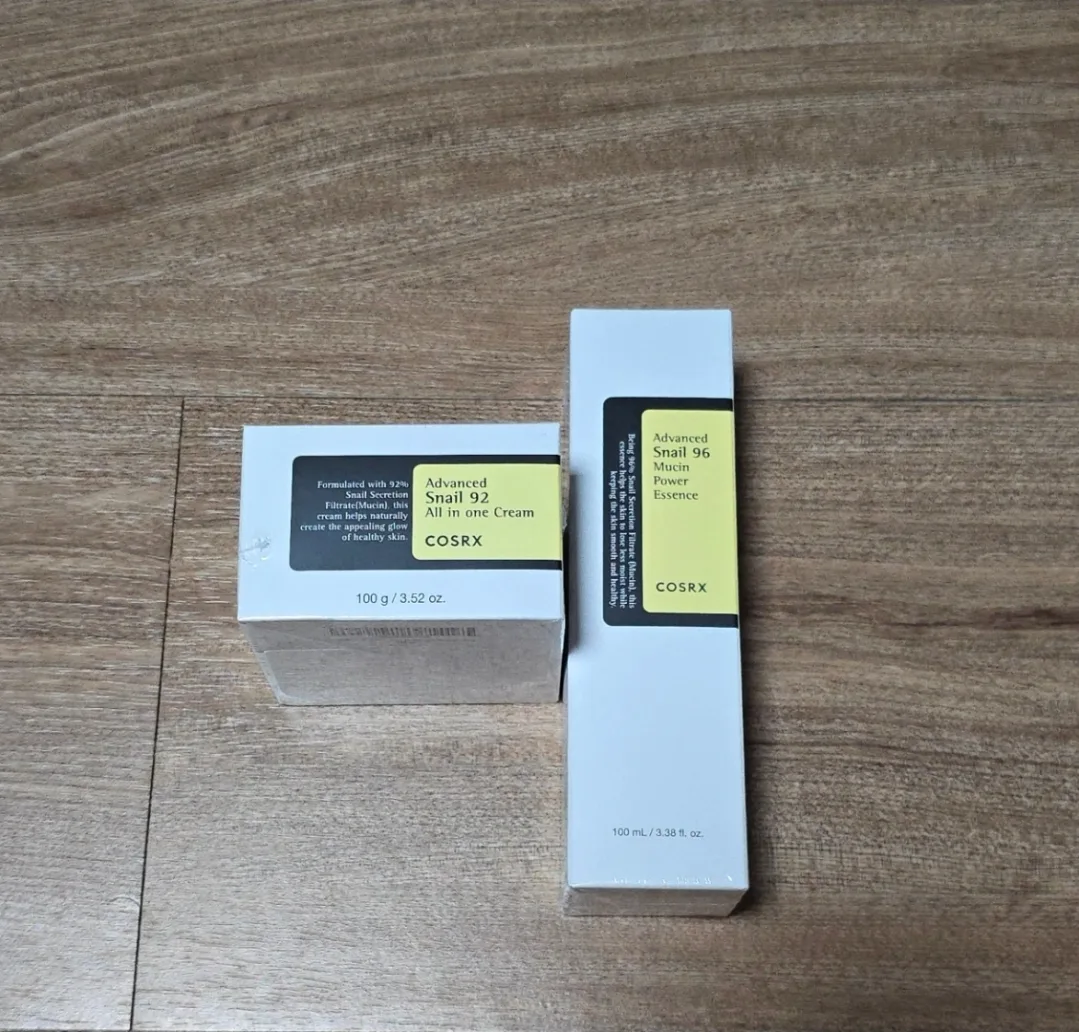 Formulated with 92%
Snail Secretion
Filtrate(Mucin), this
cream helps naturally
create the appealing glow
of healthy skin.
Advanced
Snail 92
All in one Cream
COSRX
100 g / 3.52 oz.
Being 96% Snail Secretion Filtrate (Mucin), this
essence helps the skin to lose less moist while
keeping the skin smooth and healthy.
Advanced
Snail 96
Mucin
Power
Essence
COSRX
100 mL / 3.38 fl. oz.